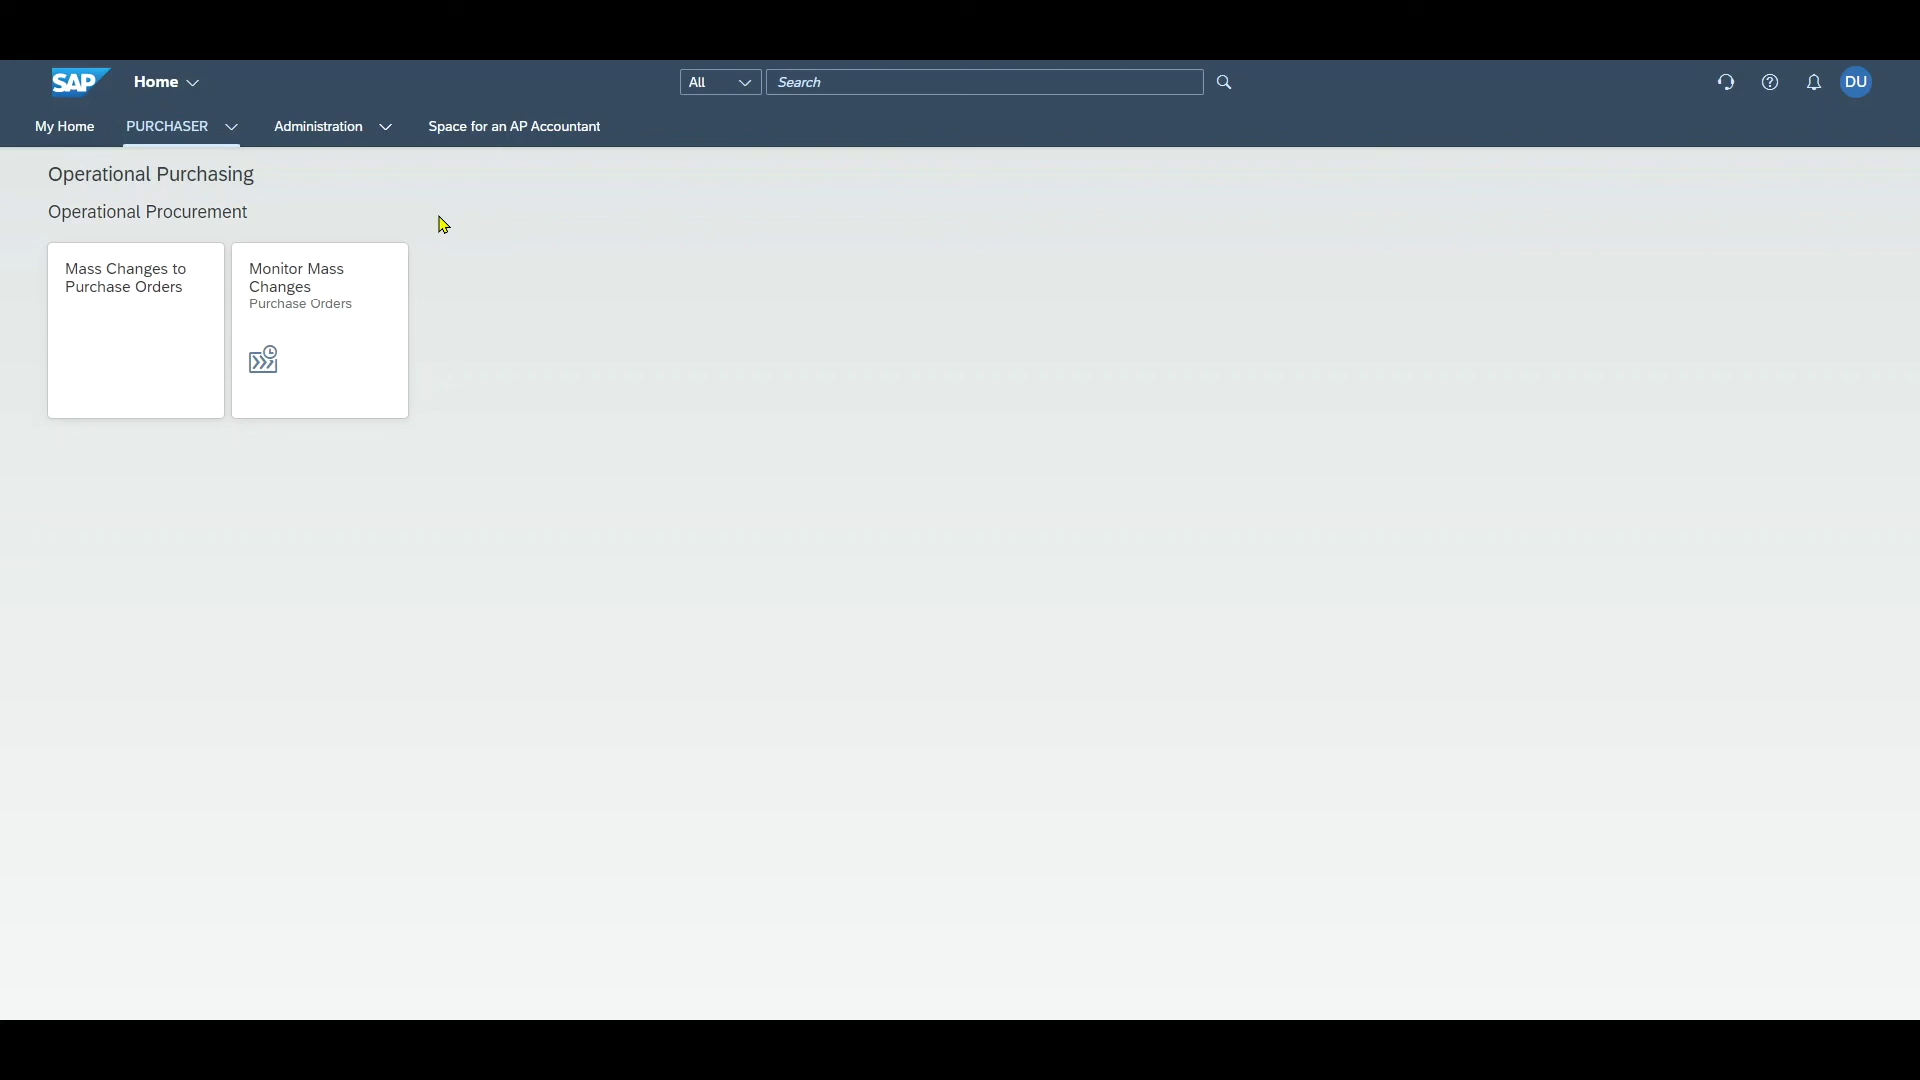 SAP Home All Search DU
My Home PURCHASER Administration Space for an AP Accountant
Operational Purchasing
Operational Procurement
Mass Changes to
Purchase Orders
Monitor Mass
Changes
Purchase Orders